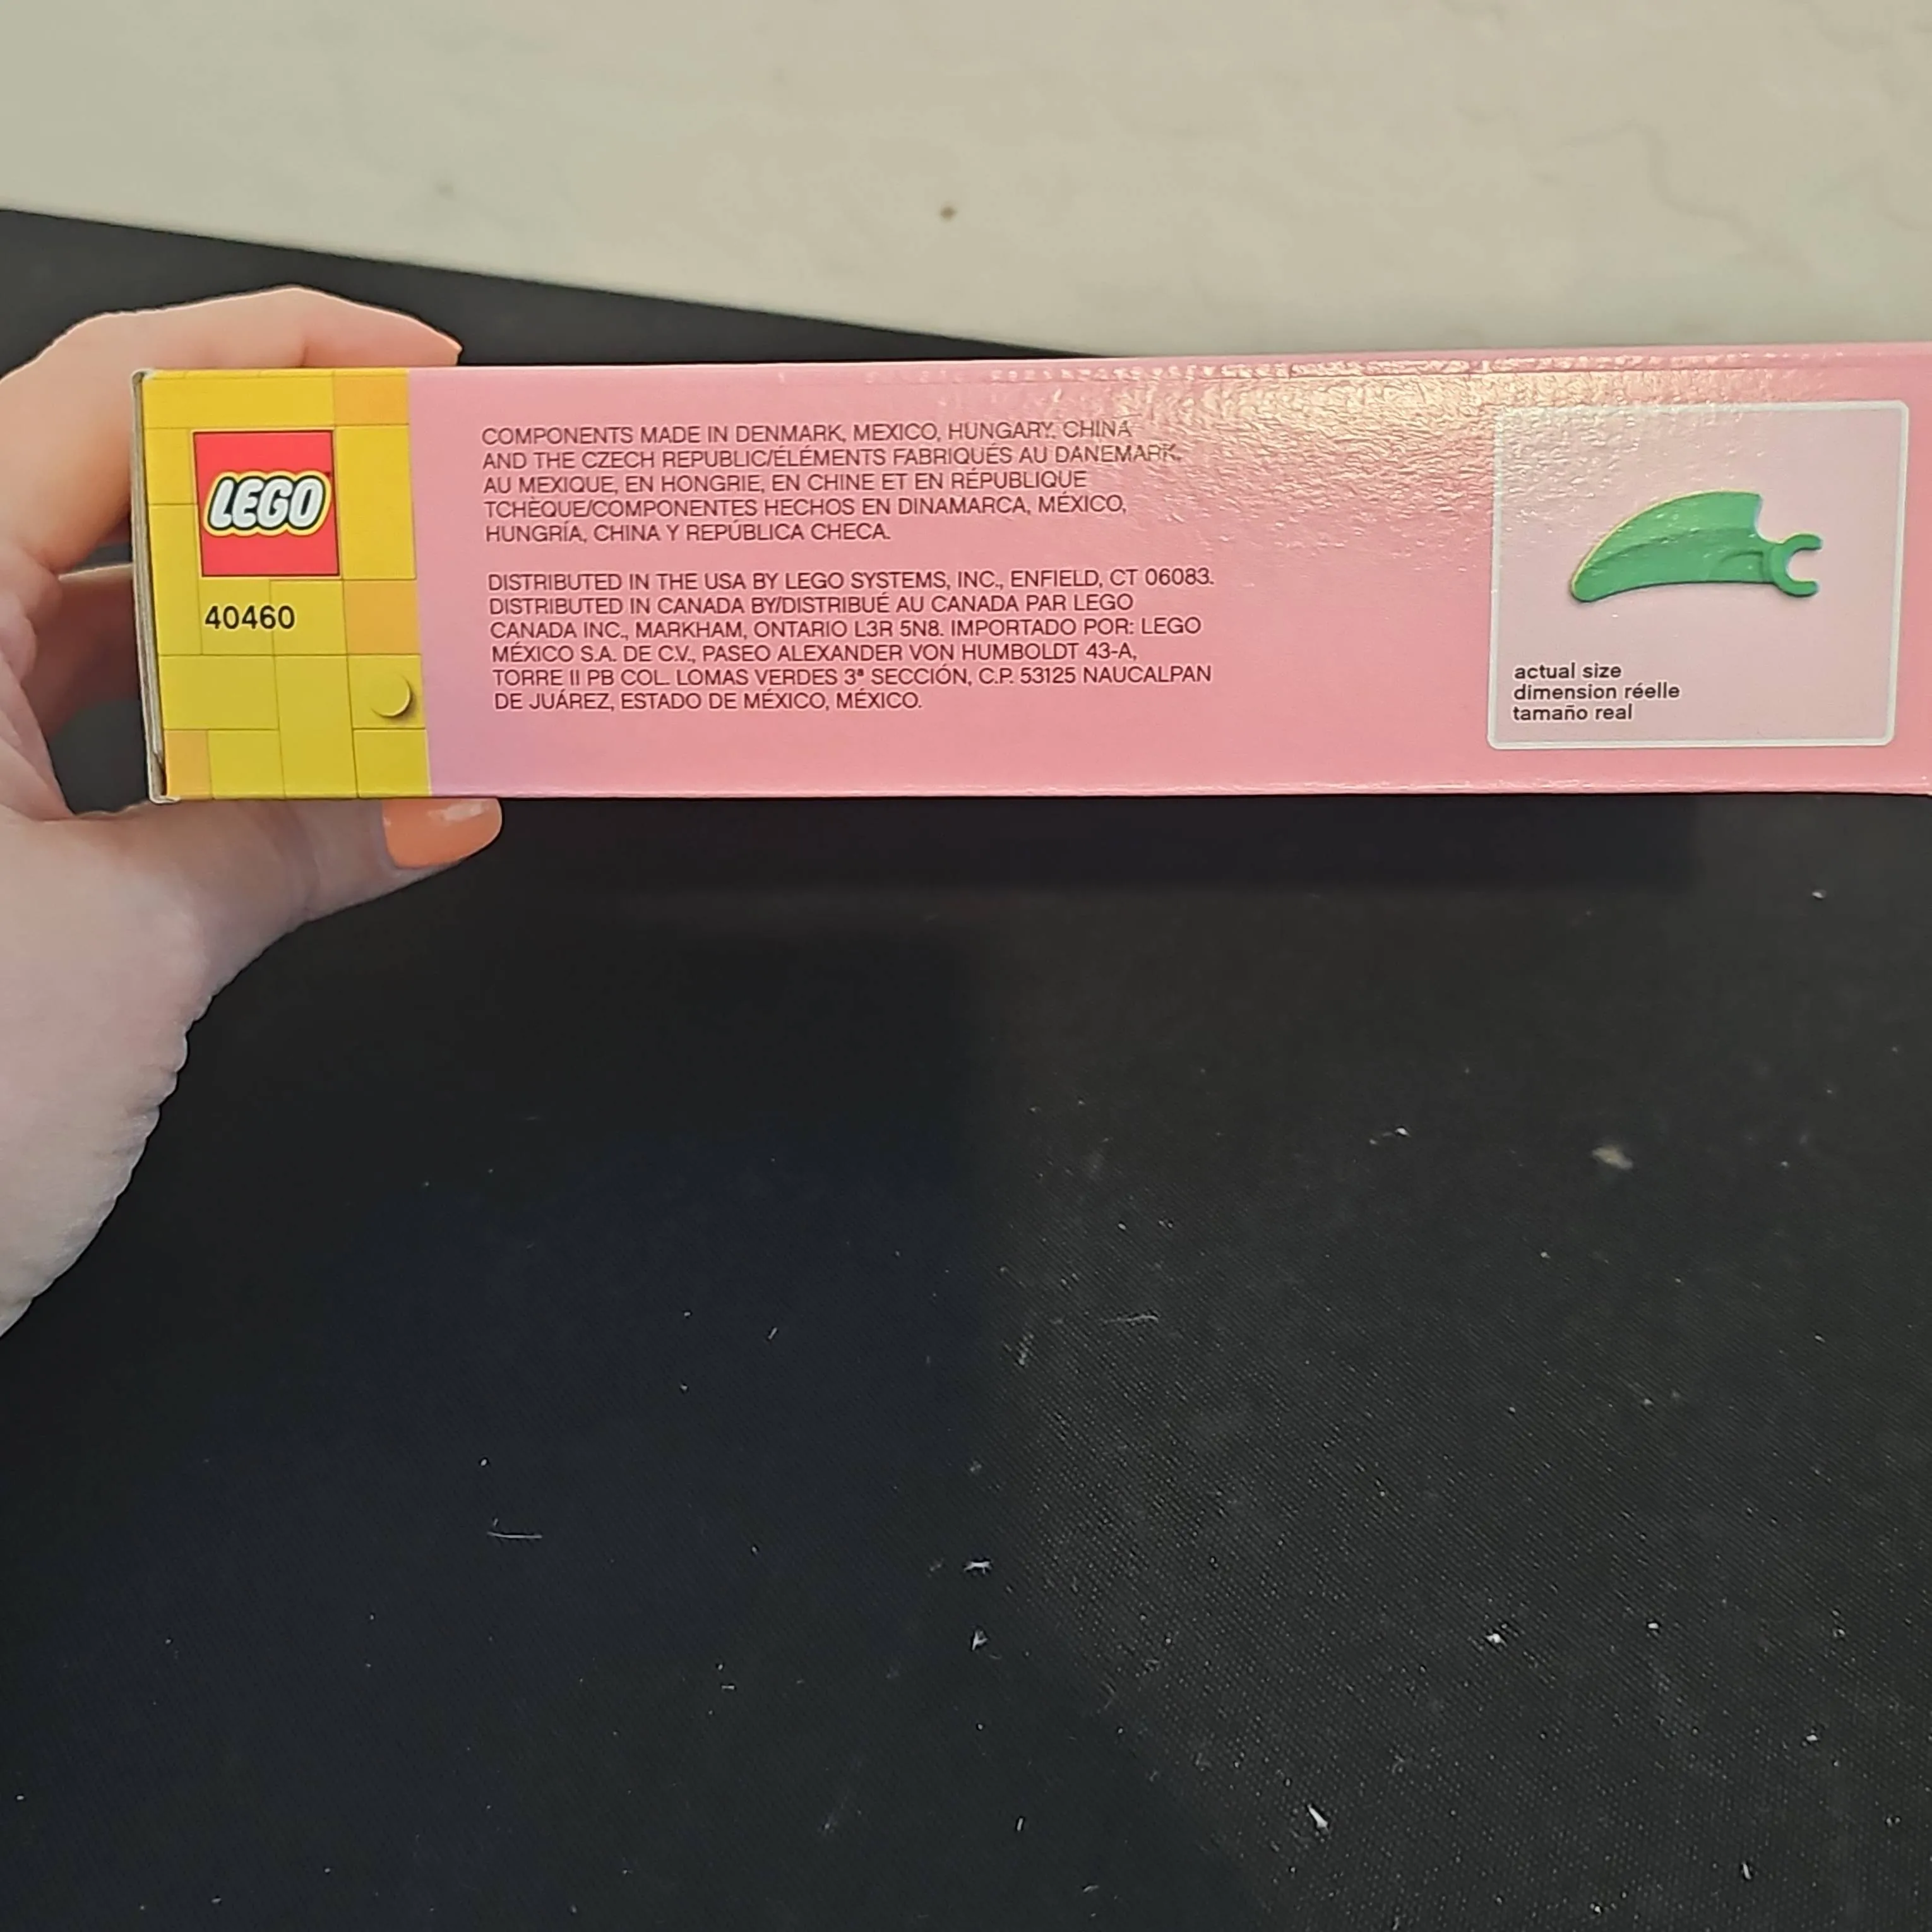 LEGO
40460
COMPONENTS MADE IN DENMARK, MEXICO, HUNGARY, CHINA
AND THE CZECH REPUBLIC/ÉLÉMENTS FABRIQUÉS AU DANEMARK,
AU MEXIQUE, EN HONGRIE, EN CHINE ET EN RÉPUBLIQUE
TCHÈQUE/COMPONENTES HECHOS EN DINAMARCA, MÉXICO,
HUNGRÍA, CHINA Y REPÚBLICA CHECA.
DISTRIBUTED IN THE USA BY LEGO SYSTEMS, INC., ENFIELD, CT 06083.
DISTRIBUTED IN CANADA BY/DISTRIBUÉ AU CANADA PAR LEGO
CANADA INC., MARKHAM, ONTARIO L3R 5N8. IMPORTADO POR: LEGO
MÉXICO S.A. DE C.V., PASEO ALEXANDER VON HUMBOLDT 43-A,
TORRE II PB COL. LOMAS VERDES 3ª SECCIÓN, C.P. 53125 NAUCALPAN
DE JUÁREZ, ESTADO DE MÉXICO, MÉXICO.
actual size
dimension réelle
tamaño real